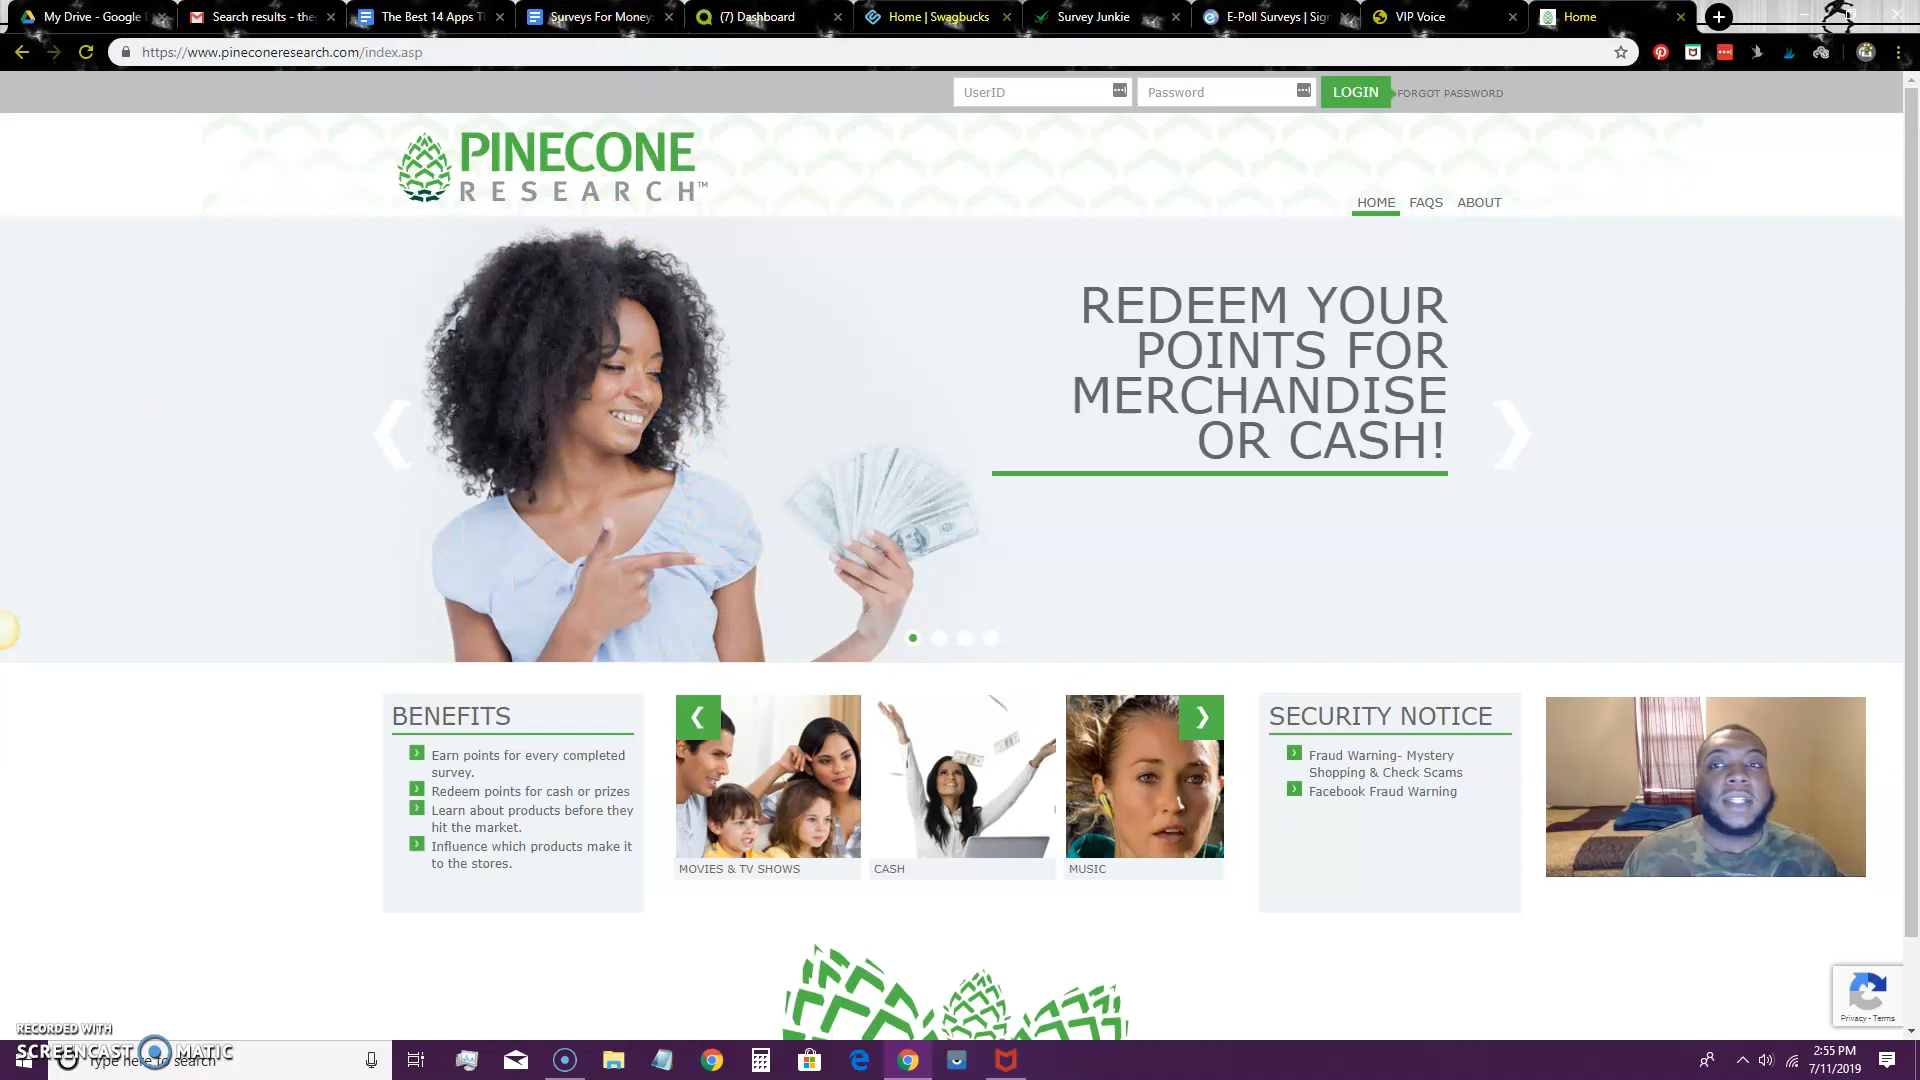 My Drive - Google
Search results - the
The Best 14 Apps T
Surveys For Money
(7) Dashboard
Home | Swagbucks
Survey Junkie
E-Poll Surveys | Sign
VIP Voice
Home
https://www.pineconeresearch.com/index.asp
UserID
Password
LOGIN
FORGOT PASSWORD
PINECONE
RESEARCH™
HOME
FAQS
ABOUT
REDEEM YOUR
POINTS FOR
MERCHANDISE
OR CASH!
BENEFITS
Earn points for every completed
survey.
Redeem points for cash or prizes
Learn about products before they
hit the market.
Influence which products make it
to the stores.
MOVIES & TV SHOWS
CASH
MUSIC
SECURITY NOTICE
Fraud Warning- Mystery
Shopping & Check Scams
Facebook Fraud Warning
Privacy - Terms
RECORDED WITH
SCREENCAST MATIC
Type here to search
2:55 PM
7/11/2019